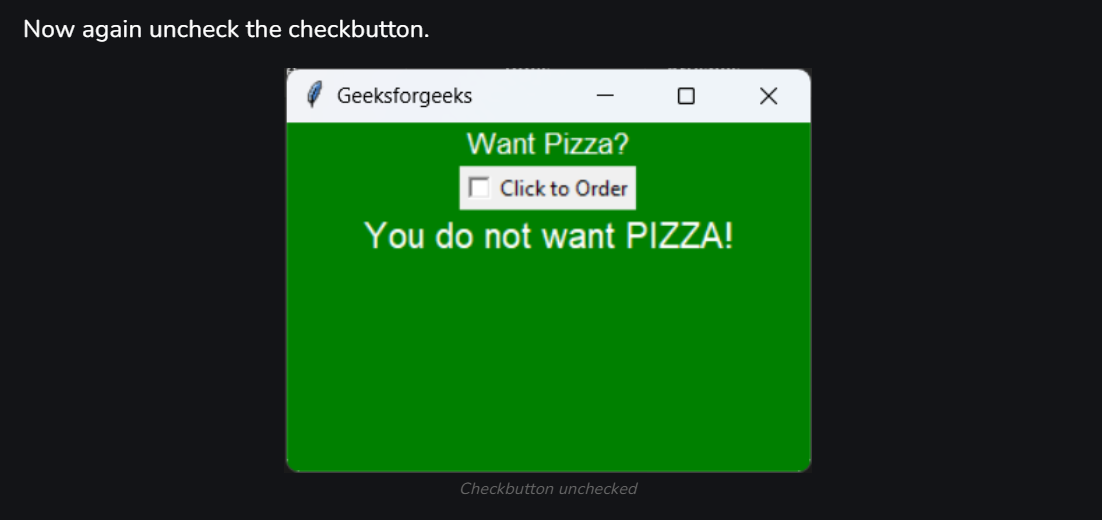 Now again uncheck the checkbutton.
Geeksforgeeks
Want Pizza?
Click to Order
You do not want PIZZA!
Checkbutton unchecked